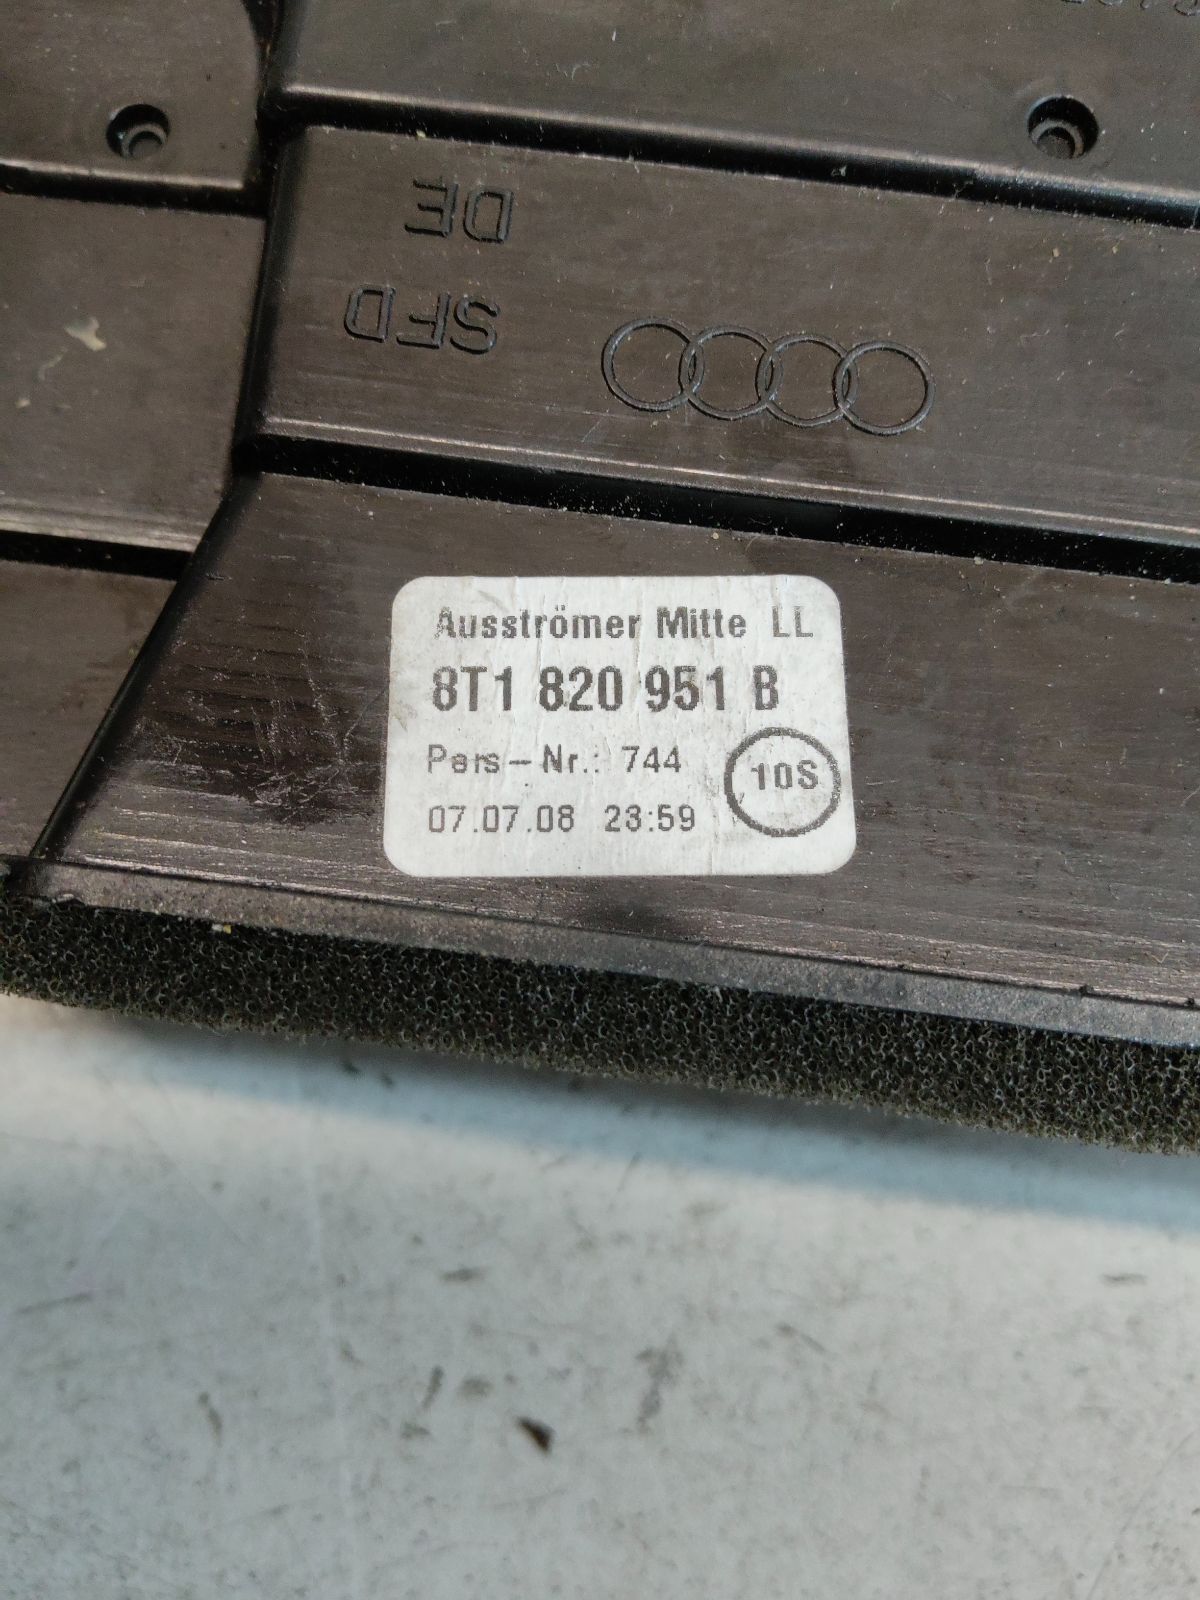 DE
SFD
Ausströmer Mitte LL
8T1 820 951 B
Pers-Nr.: 744
10S
07.07.08 23:59